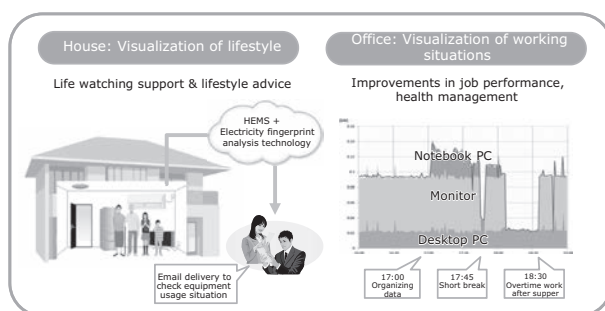 House: Visualization of lifestyle
Life watching support & lifestyle advice
HEMS +
Electricity fingerprint
analysis technology
Email delivery to
check equipment
usage situation
Office: Visualization of working
situations
Improvements in job performance,
health management
Notebook PC
Monitor
Desktop PC
17:00
Organizing
data
17:45
Short break
18:30
Overtime work
after supper